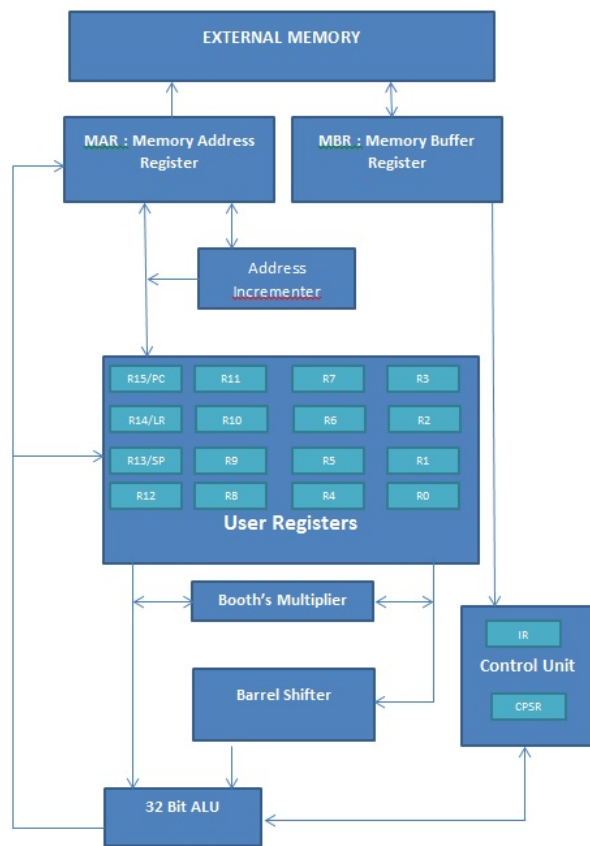 EXTERNAL MEMORY
MAR : Memory Address
Register
MBR : Memory Buffer
Register
Address
Incrementer
R15/PC R11 R7 R3
R14/LR R10 R6 R2
R13/SP R9 R5 R1
R12 R8 R4 R0
User Registers
Booth's Multiplier
IR
Control Unit
Barrel Shifter
CPSR
32 Bit ALU